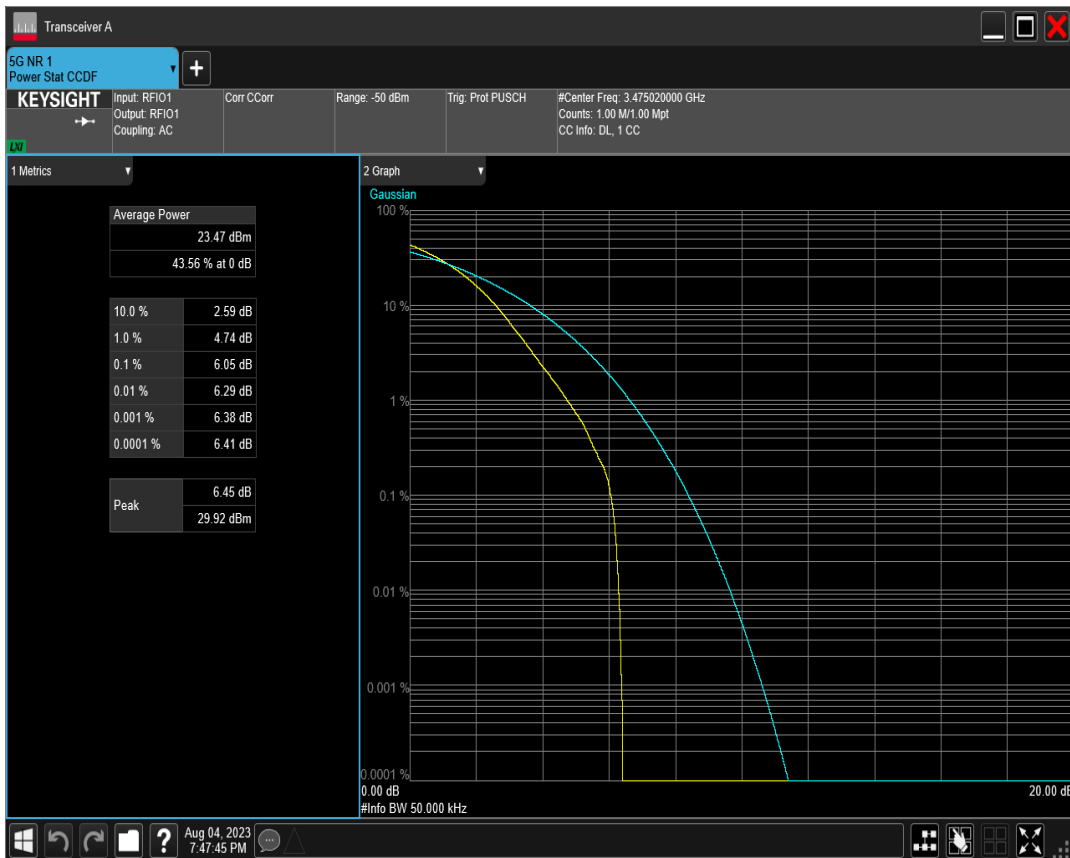 Transceiver A
5G NR 1
Power Stat CCDF
+
KEYSIGHT
LXI
Input: RFIO1
Output: RFIO1
Coupling: AC
Corr CCorr
Range: -50 dBm
Trig: Prot PUSCH
#Center Freq: 3.475020000 GHz
Counts: 1.00 M/1.00 Mpt
CC Info: DL, 1 CC
1 Metrics
Average Power
23.47 dBm
43.56 % at 0 dB
10.0 % 2.59 dB
1.0 % 4.74 dB
0.1 % 6.05 dB
0.01 % 6.29 dB
0.001 % 6.38 dB
0.0001 % 6.41 dB
Peak 6.45 dB
29.92 dBm
2 Graph
Gaussian
100 %
10 %
1 %
0.1 %
0.01 %
0.001 %
0.0001 %
0.00 dB 20.00 dB
#Info BW 50.000 kHz
?
Aug 04, 2023
7:47:45 PM